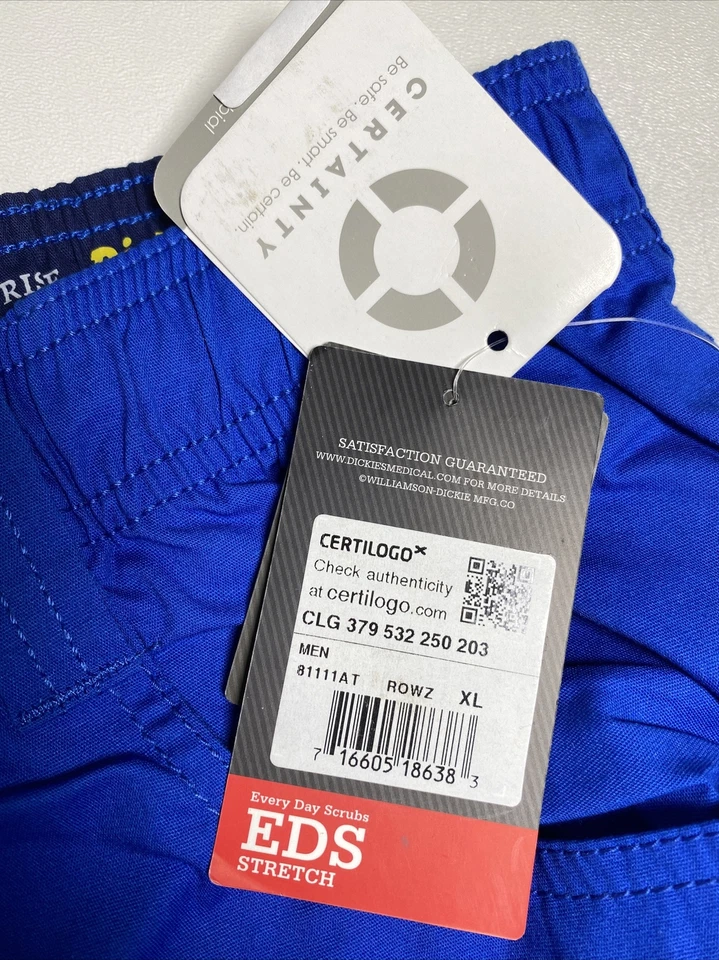 CERTAINTY
Be safe. Be smart. Be certain.
SATISFACTION GUARANTEED
WWW.DICKIESMEDICAL.COM FOR MORE DETAILS
©WILLIAMSON-DICKIE MFG.CO
CERTILOGO
Check authenticity
at certilogo.com
CLG 379 532 250 203
MEN
81111AT ROWZ XL
7 16605 18638 3
Every Day Scrubs
EDS
STRETCH